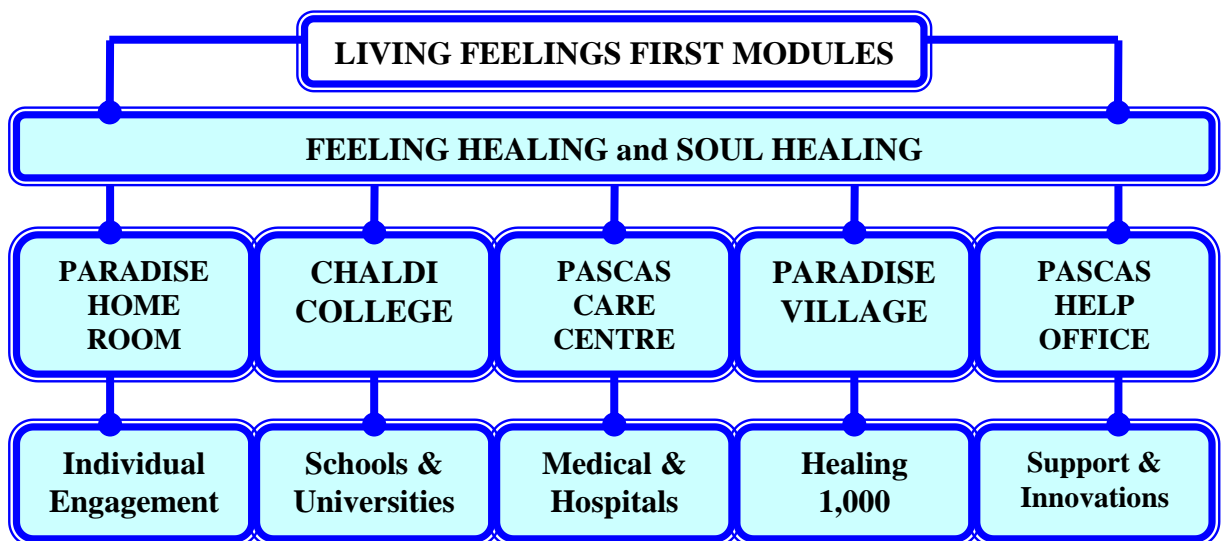 LIVING FEELINGS FIRST MODULES
FEELING HEALING and SOUL HEALING
PARADISE
HOME
ROOM
CHALDI
COLLEGE
PASCAS
CARE
CENTRE
PARADISE
VILLAGE
PASCAS
HELP
OFFICE
Individual
Engagement
Schools &
Universities
Medical &
Hospitals
Healing
1,000
Support &
Innovations